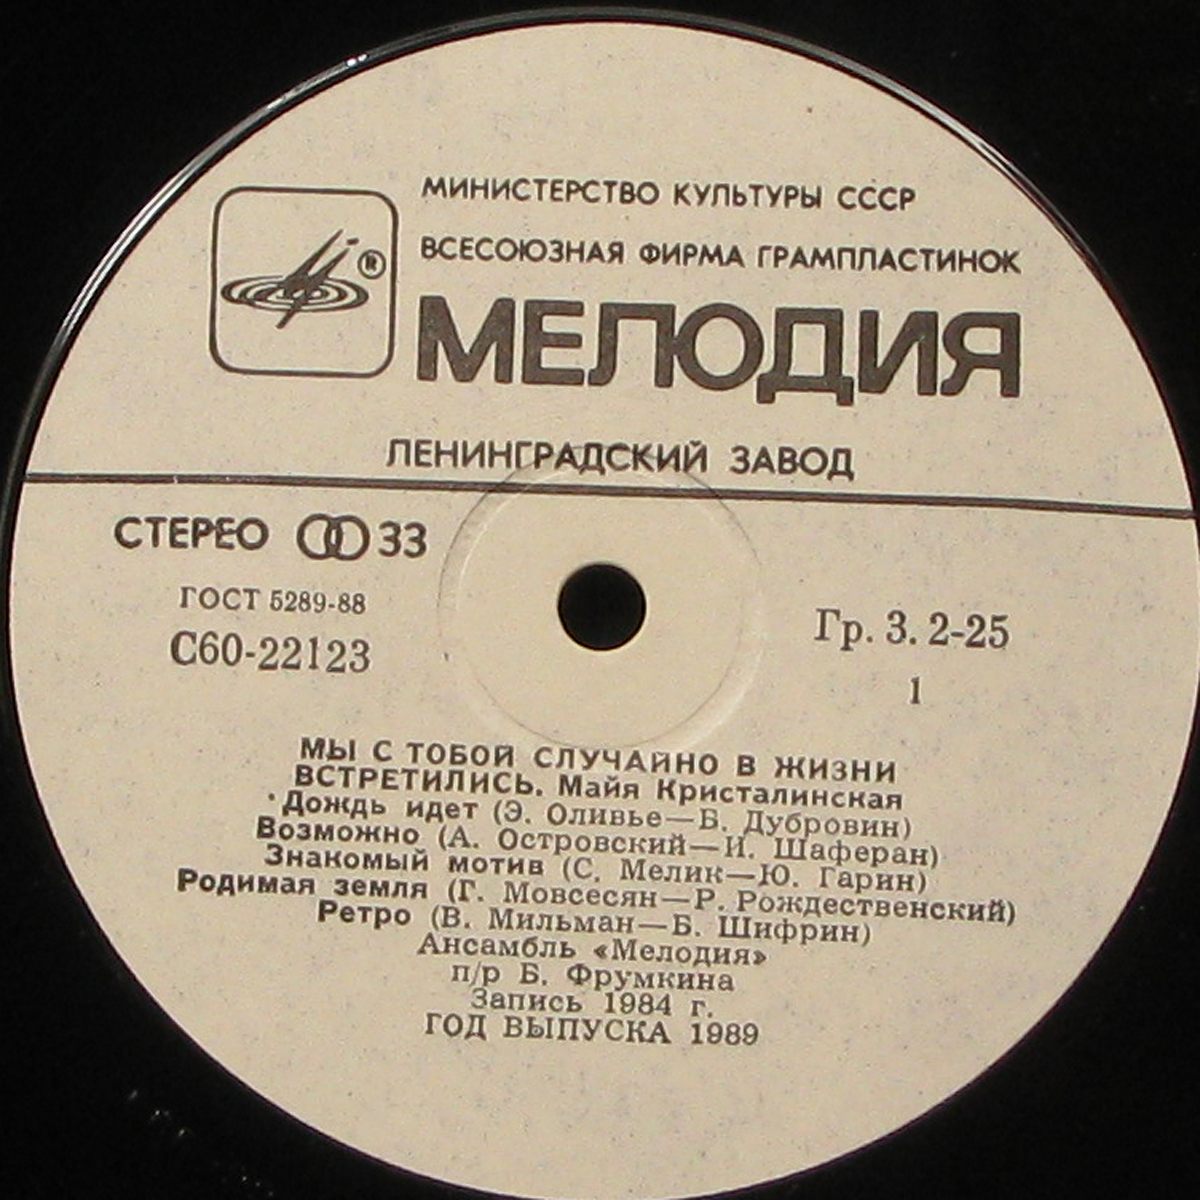 МИНИСТЕРСТВО КУЛЬТУРЫ СССР
ВСЕСОЮЗНАЯ ФИРМА ГРАМПЛАСТИНОК
®
МЕЛОДИЯ
ЛЕНИНГРАДСКИЙ ЗАВОД
СТЕРЕО 33
ГОСТ 5289-88
С60-22123
Гр. 3. 2-25
1
МЫ С ТОБОЙ СЛУЧАЙНО В ЖИЗНИ
ВСТРЕТИЛИСЬ. Майя Кристалинская
Дождь идет (Э. Оливье—Б. Дубровин)
Возможно (А. Островский—И. Шаферан)
Знакомый мотив (С. Мелик—Ю. Гарин)
Родимая земля (Г. Мовсесян—Р. Рождественский)
Ретро (В. Мильман—Б. Шифрин)
Ансамбль «Мелодия»
п/р Б. Фрумкина
Запись 1984 г.
ГОД ВЫПУСКА 1989